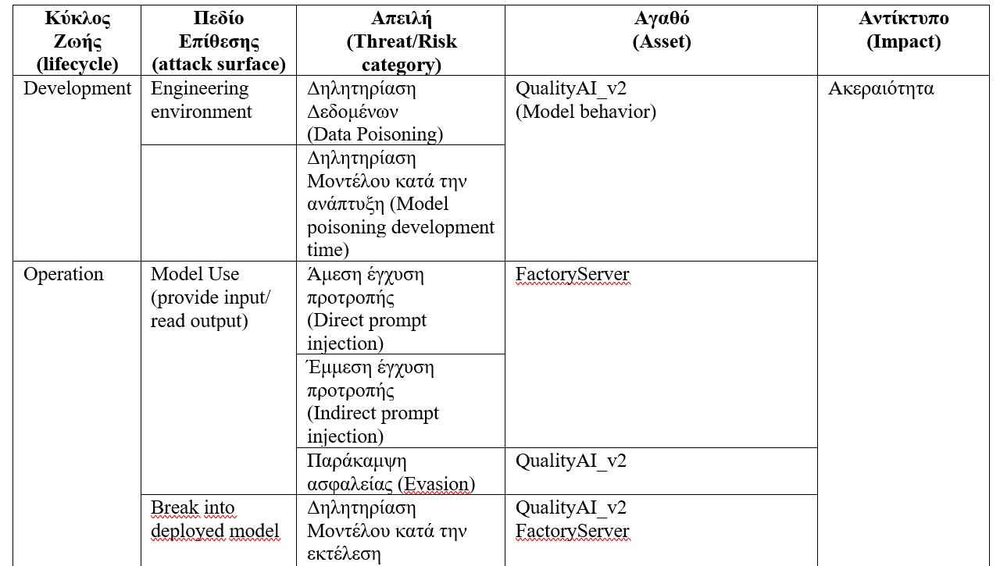 Κύκλος
Ζωής
(lifecycle)
Πεδίο
Επίθεσης
(attack surface)
Απειλή
(Threat/Risk
category)
Αγαθό
(Asset)
Αντίκτυπο
(Impact)
Development
Engineering
environment
Δηλητηρίαση
Δεδομένων
(Data Poisoning)
QualityAI_v2
(Model behavior)
Ακεραιότητα
Δηλητηρίαση
Μοντέλου κατά την
ανάπτυξη (Model
poisoning development
time)
Operation
Model Use
(provide input/
read output)
Άμεση έγχυση
προτροπής
(Direct prompt
injection)
FactoryServer
Έμμεση έγχυση
προτροπής
(Indirect prompt
injection)
Παράκαμψη
ασφαλείας (Evasion)
QualityAI_v2
Break into
deployed model
Δηλητηρίαση
Μοντέλου κατά την
εκτέλεση
QualityAI_v2
FactoryServer